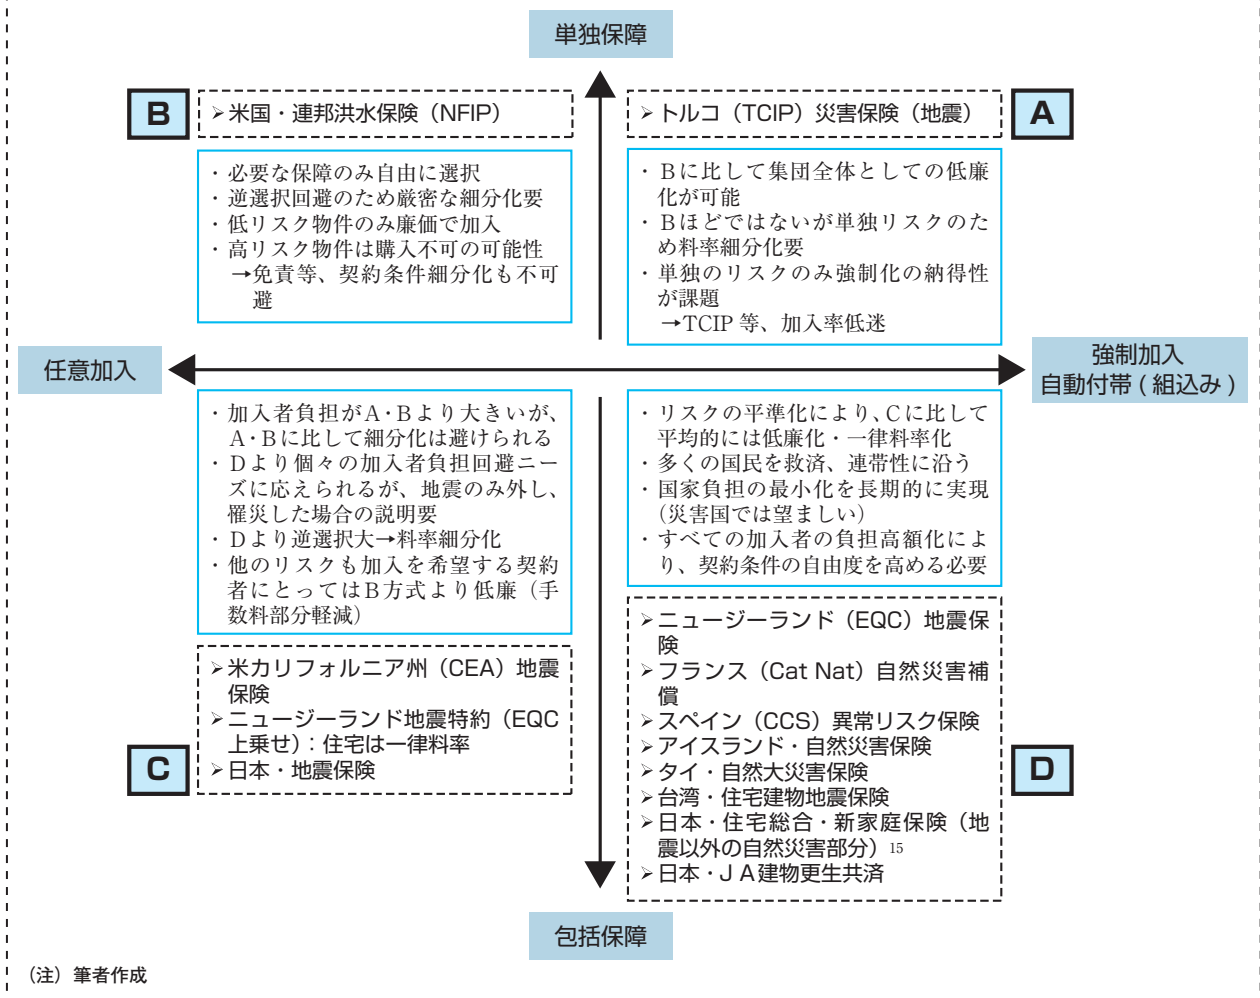 単独保障
B
➢米国・連邦洪水保険（NFIP）
・必要な保障のみ自由に選択
・逆選択回避のため厳密な細分化要
・低リスク物件のみ廉価で加入
・高リスク物件は購入不可の可能性
→免責等、契約条件細分化も不可
避
➢トルコ（TCIP）災害保険（地震）
A
・Bに比して集団全体としての低廉
化が可能
・Bほどではないが単独リスクのた
め料率細分化要
・単独のリスクのみ強制化の納得性
が課題
→TCIP 等、加入率低迷
任意加入
強制加入
自動付帯 ( 組込み )
・加入者負担がA・Bより大きいが、
A・Bに比して細分化は避けられる
・Dより個々の加入者負担回避ニー
ズに応えられるが、地震のみ外し、
罹災した場合の説明要
・Dより逆選択大→料率細分化
・他のリスクも加入を希望する契約
者にとってはB方式より低廉（手
数料部分軽減）
➢米カリフォルニア州（CEA）地震
保険
➢ニュージーランド地震特約（EQC
上乗せ）：住宅は一律料率
➢日本・地震保険
C
・リスクの平準化により、Cに比して
平均的には低廉化・一律料率化
・多くの国民を救済、連帯性に沿う
・国家負担の最小化を長期的に実現
（災害国では望ましい）
・すべての加入者の負担高額化によ
り、契約条件の自由度を高める必要
➢ニュージーランド（EQC）地震保
険
➢フランス（Cat Nat）自然災害補
償
➢スペイン（CCS）異常リスク保険
➢アイスランド・自然災害保険
➢タイ・自然大災害保険
➢台湾・住宅建物地震保険
➢日本・住宅総合・新家庭保険（地
震以外の自然災害部分）15
➢日本・ＪＡ建物更生共済
D
包括保障
（注）筆者作成